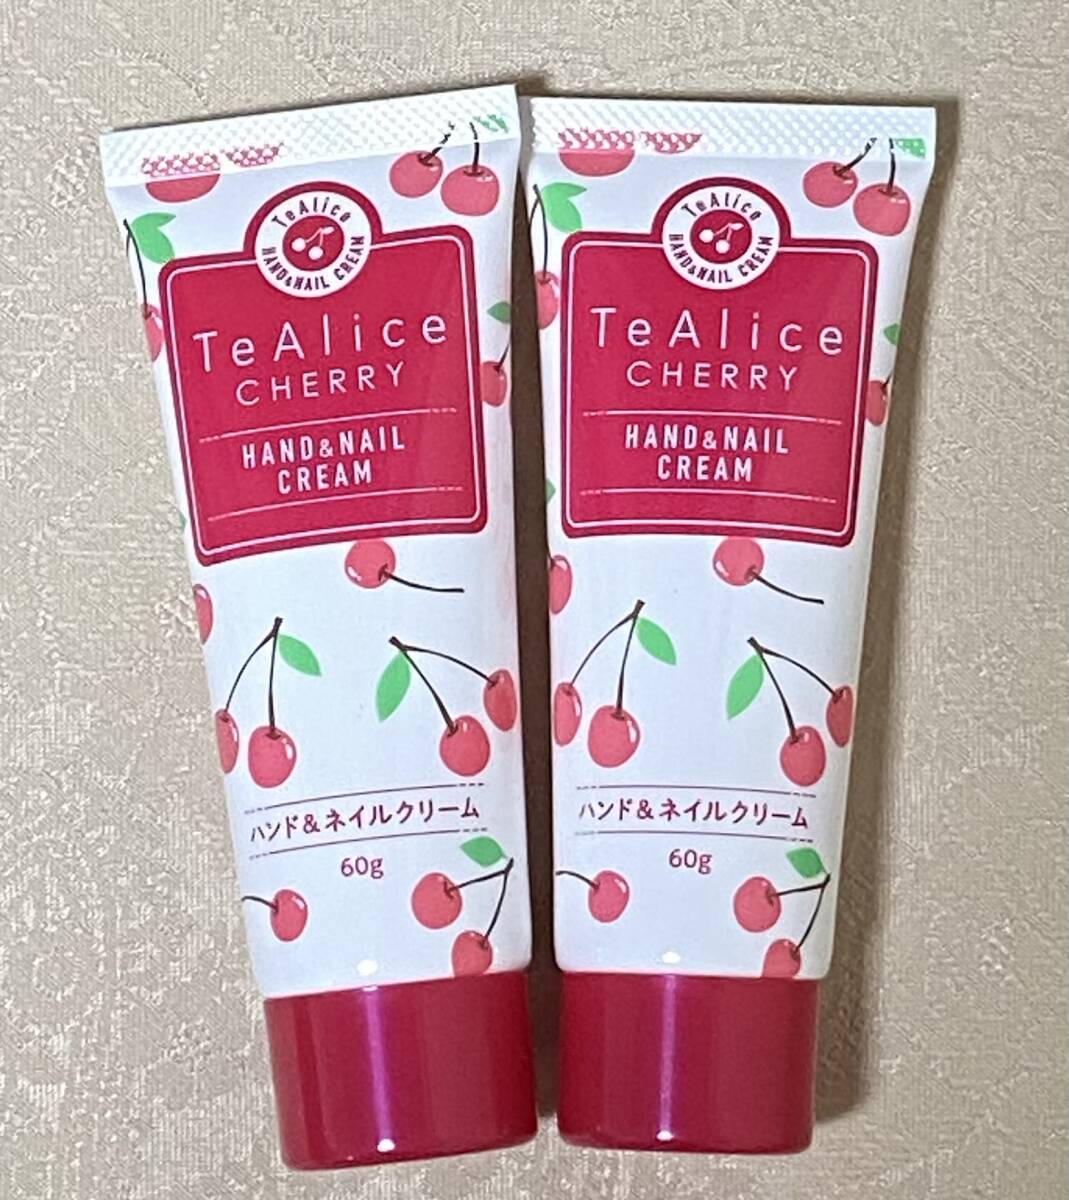 TeAlice
HAND&NAIL CREAM
TeAlice
CHERRY
HAND&NAIL
CREAM
ハンド&ネイルクリーム
60g
TeAlice
HAND&NAIL CREAM
TeAlice
CHERRY
HAND&NAIL
CREAM
ハンド&ネイルクリーム
60g